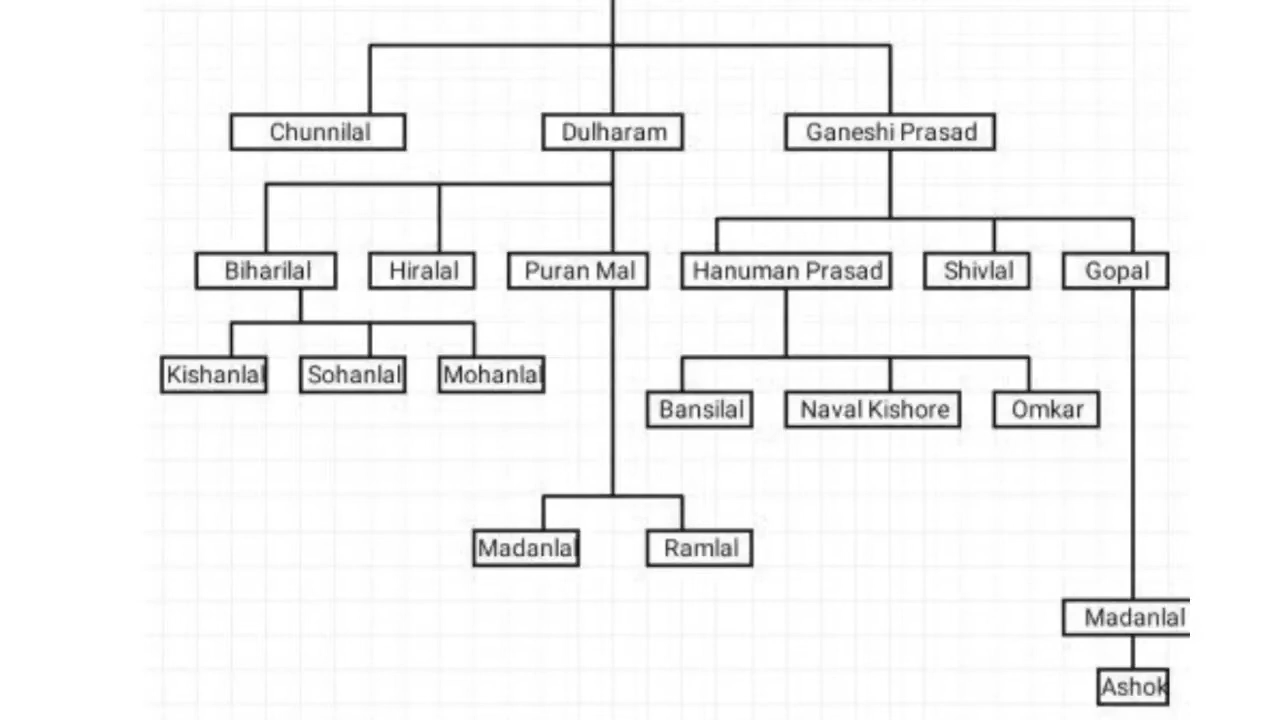 Chunnilal
Dulharam
Ganeshi Prasad
Biharilal
Hiralal
Puran Mal
Hanuman Prasad
Shivlal
Gopal
Kishanlal
Sohanlal
Mohanlal
Bansilal
Naval Kishore
Omkar
Madanlal
Ramlal
Madanlal
Ashok